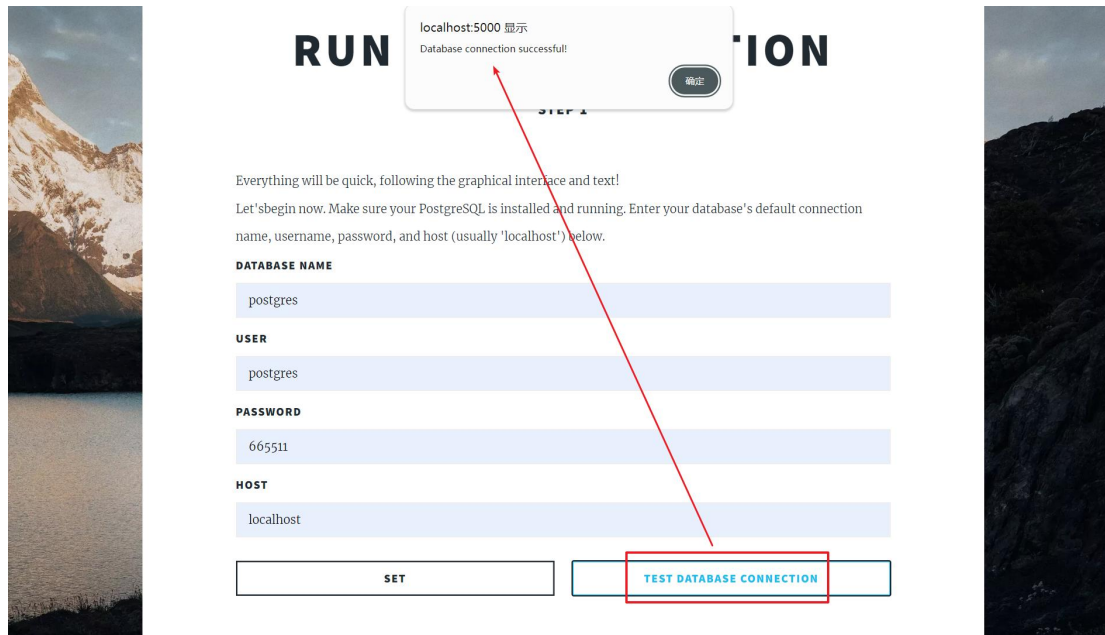 localhost:5000 显示
Database connection successful!
确定
RUN TION
STEP 1
Everything will be quick, following the graphical interface and text!
Let'sbegin now. Make sure your PostgreSQL is installed and running. Enter your database's default connection
name, username, password, and host (usually 'localhost') below.
DATABASE NAME
postgres
USER
postgres
PASSWORD
665511
HOST
localhost
SET
TEST DATABASE CONNECTION